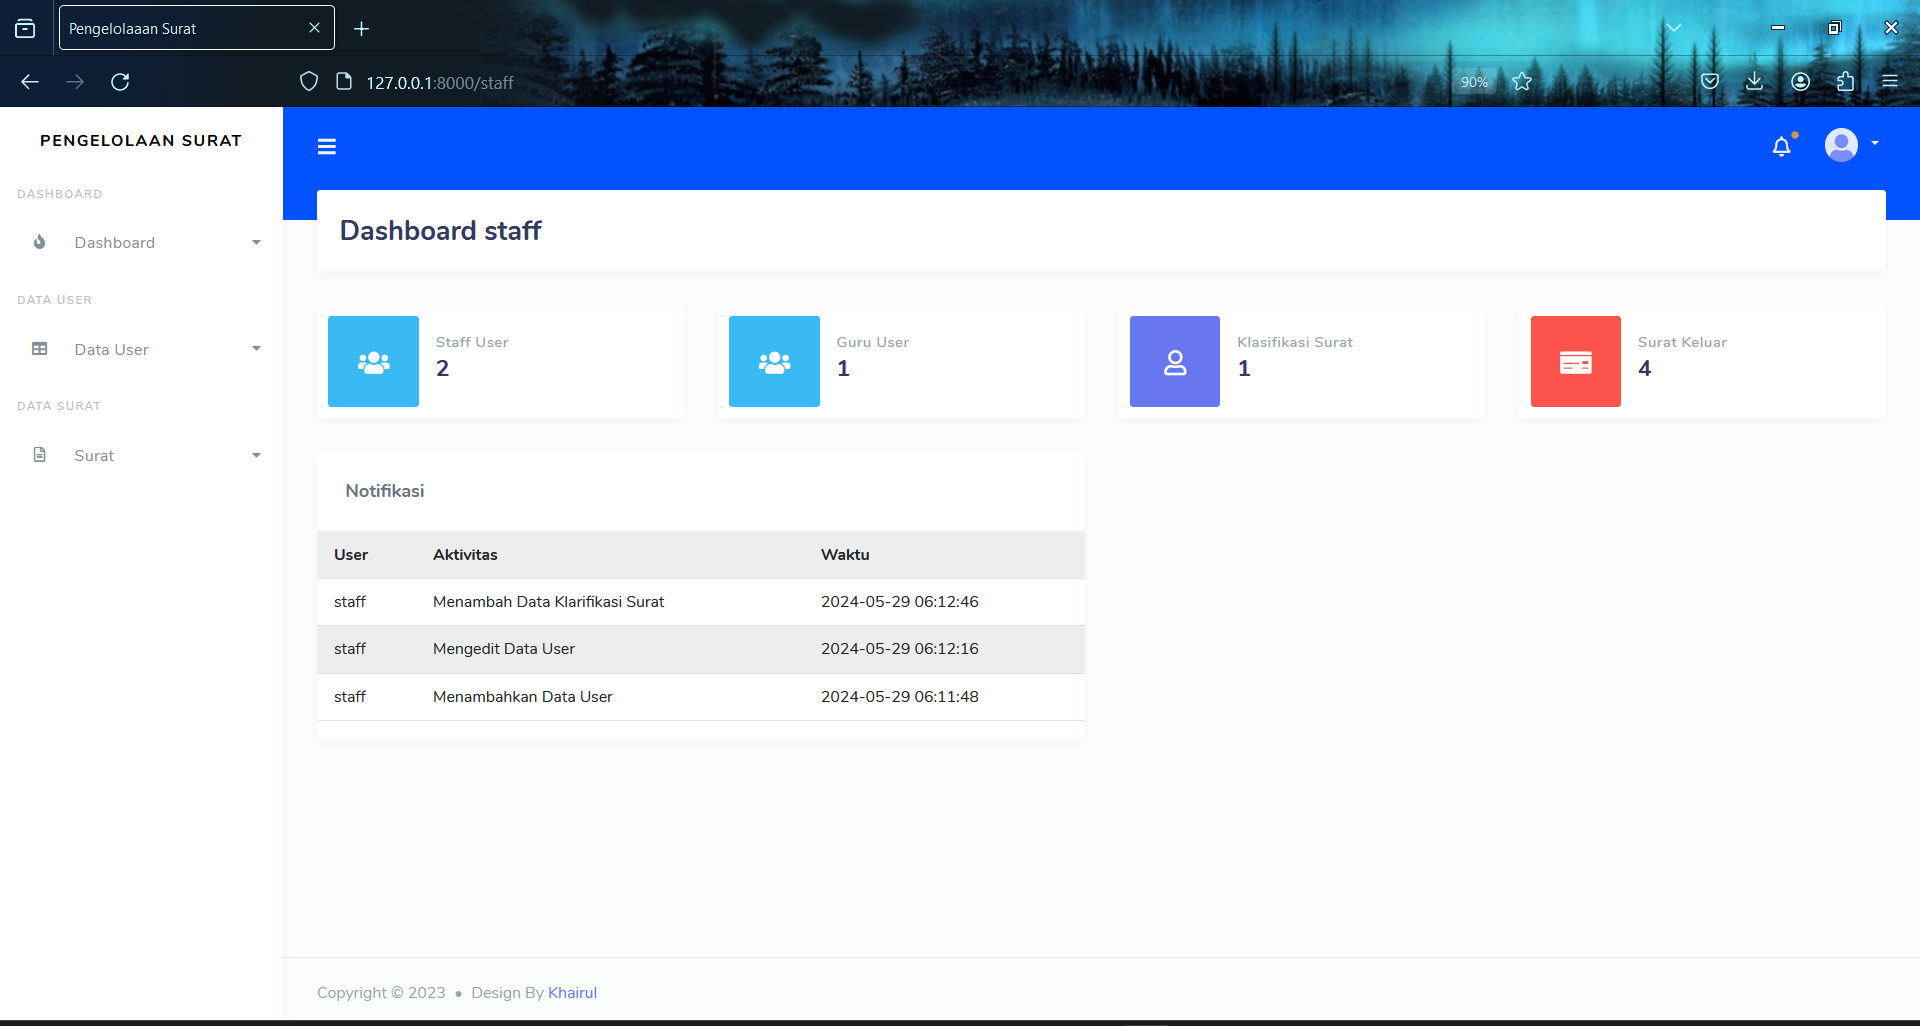 Pengelolaaan Surat
127.0.0.1:8000/staff
90%
PENGELOLAAN SURAT
DASHBOARD
Dashboard
DATA USER
Data User
DATA SURAT
Surat
Dashboard staff
Staff User
2
Guru User
1
Klasifikasi Surat
1
Surat Keluar
4
Notifikasi
User Aktivitas Waktu
staff Menambah Data Klarifikasi Surat 2024-05-29 06:12:46
staff Mengedit Data User 2024-05-29 06:12:16
staff Menambahkan Data User 2024-05-29 06:11:48
Copyright © 2023 • Design By Khairul